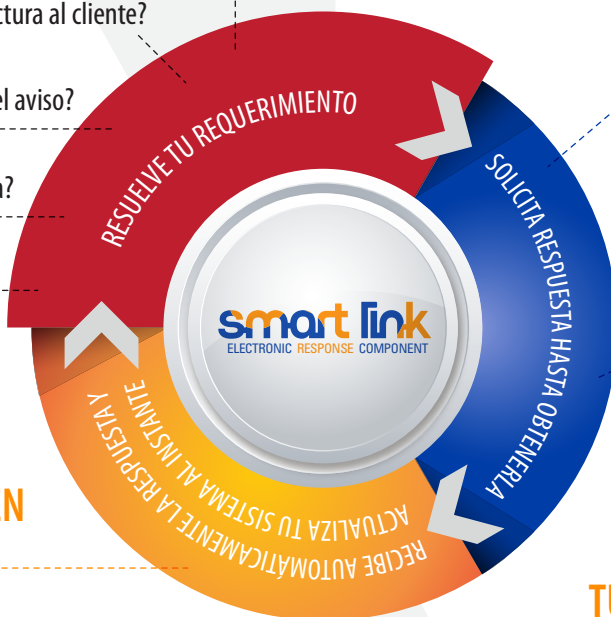 ctura al cliente?
el aviso?
a?
RESUELVE TU REQUERIMIENTO
SOLICITA RESPUESTA HASTA OBTENERLA
smart link
ELECTRONIC RESPONSE COMPONENT
RECIBE AUTOMÁTICAMENTE LA RESPUESTA Y
ACTUALIZA TU SISTEMA AL INSTANTE
EN
TU